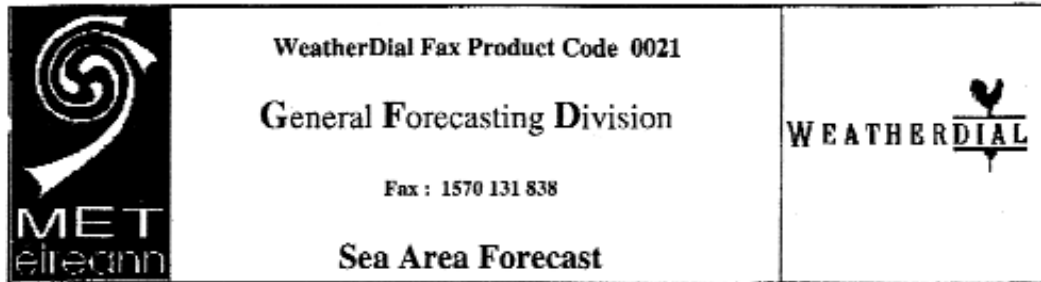 MET
eireann
WeatherDial Fax Product Code 0021
General Forecasting Division
Fax : 1570 131 838
Sea Area Forecast
WEATHERDIAL